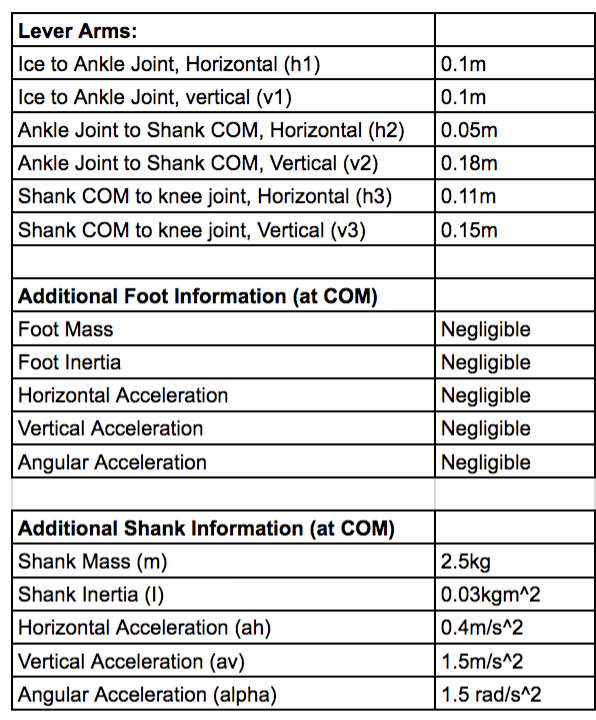 Lever Arms:
Ice to Ankle Joint, Horizontal (h1) 0.1m
Ice to Ankle Joint, vertical (v1) 0.1m
Ankle Joint to Shank COM, Horizontal (h2) 0.05m
Ankle Joint to Shank COM, Vertical (v2) 0.18m
Shank COM to knee joint, Horizontal (h3) 0.11m
Shank COM to knee joint, Vertical (v3) 0.15m
Additional Foot Information (at COM)
Foot Mass Negligible
Foot Inertia Negligible
Horizontal Acceleration Negligible
Vertical Acceleration Negligible
Angular Acceleration Negligible
Additional Shank Information (at COM)
Shank Mass (m) 2.5kg
Shank Inertia (I) 0.03kgm^2
Horizontal Acceleration (ah) 0.4m/s^2
Vertical Acceleration (av) 1.5m/s^2
Angular Acceleration (alpha) 1.5 rad/s^2